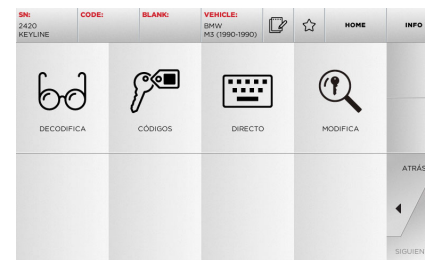 SN:
2420
KEYLINE
CODE:
BLANK:
VEHICLE:
BMW
M3 (1990-1990)
HOME
INFO
DECODIFICA
CÓDIGOS
DIRECTO
MODIFICA
ATRÁS
SIGUIEN